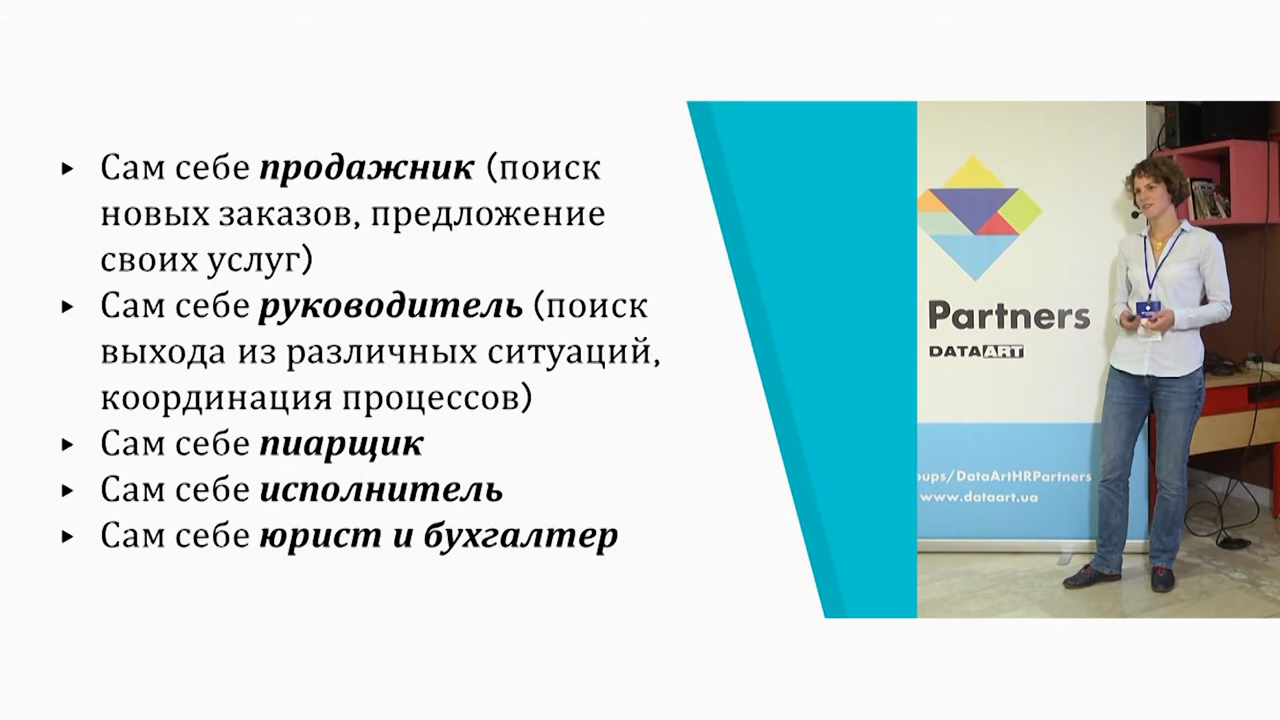 Сам себе продажник (поиск
новых заказов, предложение
своих услуг)
Сам себе руководитель (поиск
выхода из различных ситуаций,
координация процессов)
Сам себе пиарщик
Сам себе исполнитель
Сам себе юрист и бухгалтер
Partners
DATAART
oups/DataArtHRPartners
www.dataart.ua